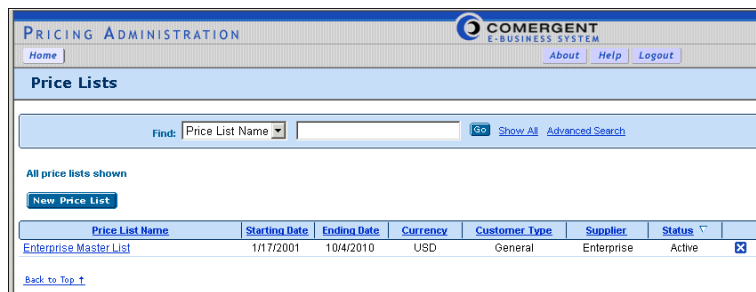 PRICING ADMINISTRATION
COMERGENT
E-BUSINESS SYSTEM
Home About Help Logout
Price Lists
Find: Price List Name Go Show All Advanced Search
All price lists shown
New Price List
Price List Name Starting Date Ending Date Currency Customer Type Supplier Status
Enterprise Master List 1/17/2001 10/4/2010 USD General Enterprise Active
Back to Top ↑